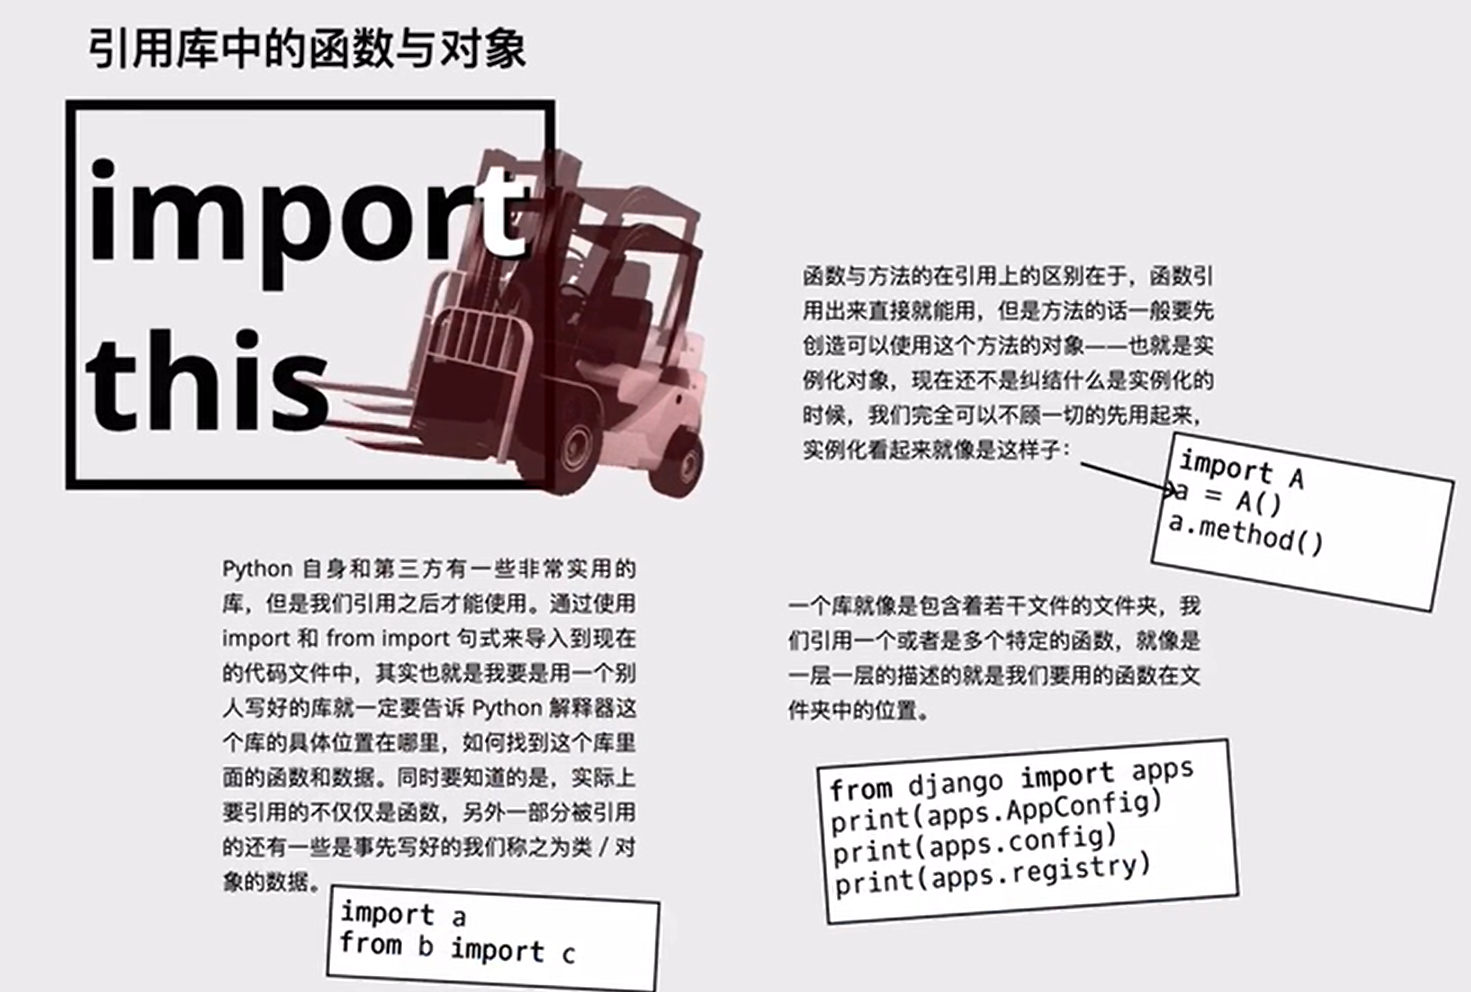 引用库中的函数与对象
import
this
Python 自身和第三方有一些非常实用的
库，但是我们引用之后才能使用。通过使用
import 和 from import 句式来导入到现在
的代码文件中，其实也就是我要是用一个别
人写好的库就一定要告诉 Python 解释器这
个库的具体位置在哪里，如何找到这个库里
面的函数和数据。同时要知道的是，实际上
要引用的不仅仅是函数，另外一部分被引用
的还有一些是事先写好的我们称之为类 / 对
象的数据。
import a
from b import c
函数与方法的在引用上的区别在于，函数引
用出来直接就能用，但是方法的话一般要先
创造可以使用这个方法的对象——也就是实
例化对象，现在还不是纠结什么是实例化的
时候，我们完全可以不顾一切的先用起来，
实例化看起来就像是这样子：
import A
a = A()
a.method()
一个库就像是包含着若干文件的文件夹，我
们引用一个或者是多个特定的函数，就像是
一层一层的描述的就是我们要用的函数在文
件夹中的位置。
from django import apps
print(apps.AppConfig)
print(apps.config)
print(apps.registry)